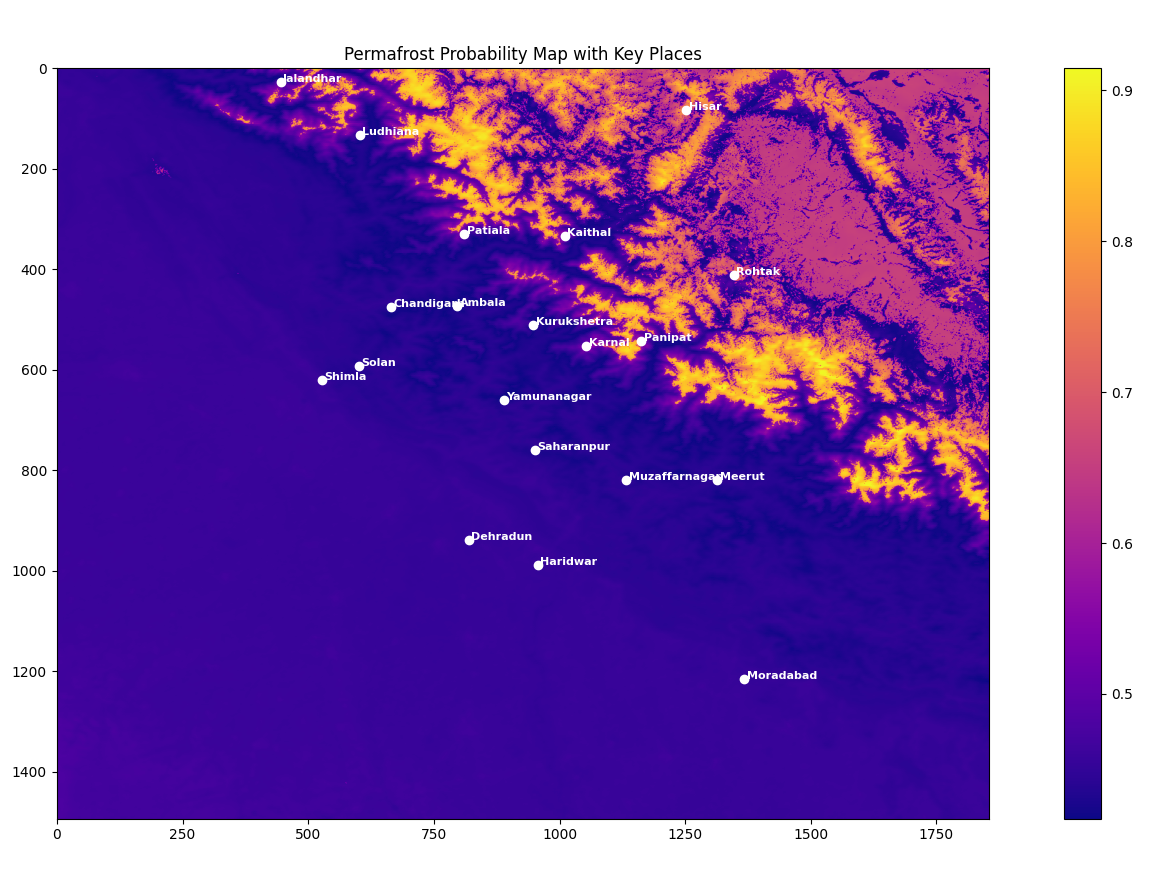 Permafrost Probability Map with Key Places
0
200
400
600
800
1000
1200
1400
0
250
500
750
1000
1250
1500
1750
Jalandhar
Hisar
Ludhiana
Patiala
Kaithal
Rohtak
Chandigarh
Ambala
Kurukshetra
Karnal
Panipat
Solan
Shimla
Yamunanagar
Saharanpur
Muzaffarnagar
Meerut
Dehradun
Haridwar
Moradabad
0.9
0.8
0.7
0.6
0.5